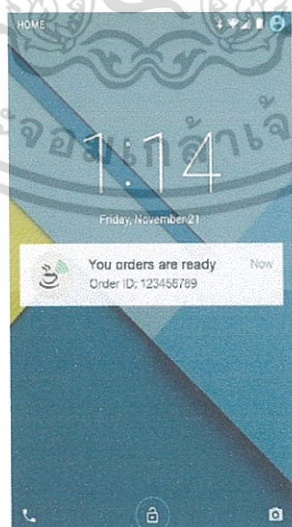 HOME
1:14
Friday, November 21
You orders are ready Now
Order ID: 123456789